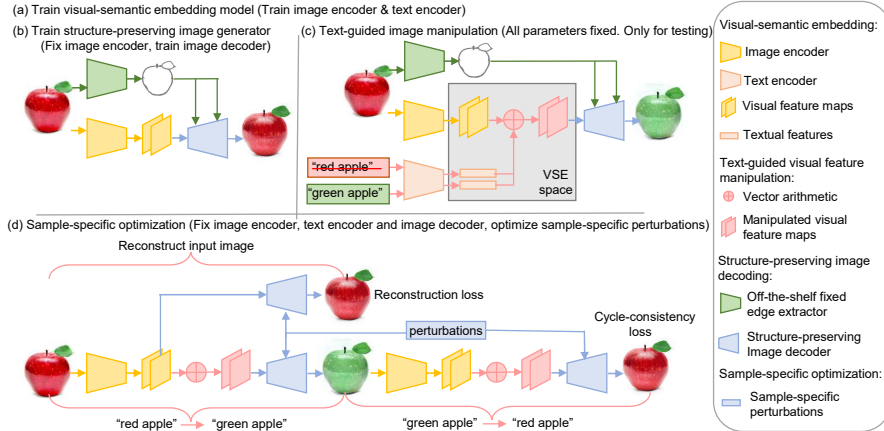 (a) Train visual-semantic embedding model (Train image encoder & text encoder)
(b) Train structure-preserving image generator
(Fix image encoder, train image decoder)
(c) Text-guided image manipulation (All parameters fixed. Only for testing)
"red apple"
"green apple"
VSE
space
(d) Sample-specific optimization (Fix image encoder, text encoder and image decoder, optimize sample-specific perturbations)
Reconstruct input image
Reconstruction loss
perturbations
Cycle-consistency
loss
"red apple" → "green apple"
"green apple" → "red apple"
Visual-semantic embedding:
Image encoder
Text encoder
Visual feature maps
Textual features
Text-guided visual feature
manipulation:
Vector arithmetic
Manipulated visual
feature maps
Structure-preserving image
decoding:
Off-the-shelf fixed
edge extractor
Structure-preserving
Image decoder
Sample-specific optimization:
Sample-specific
perturbations